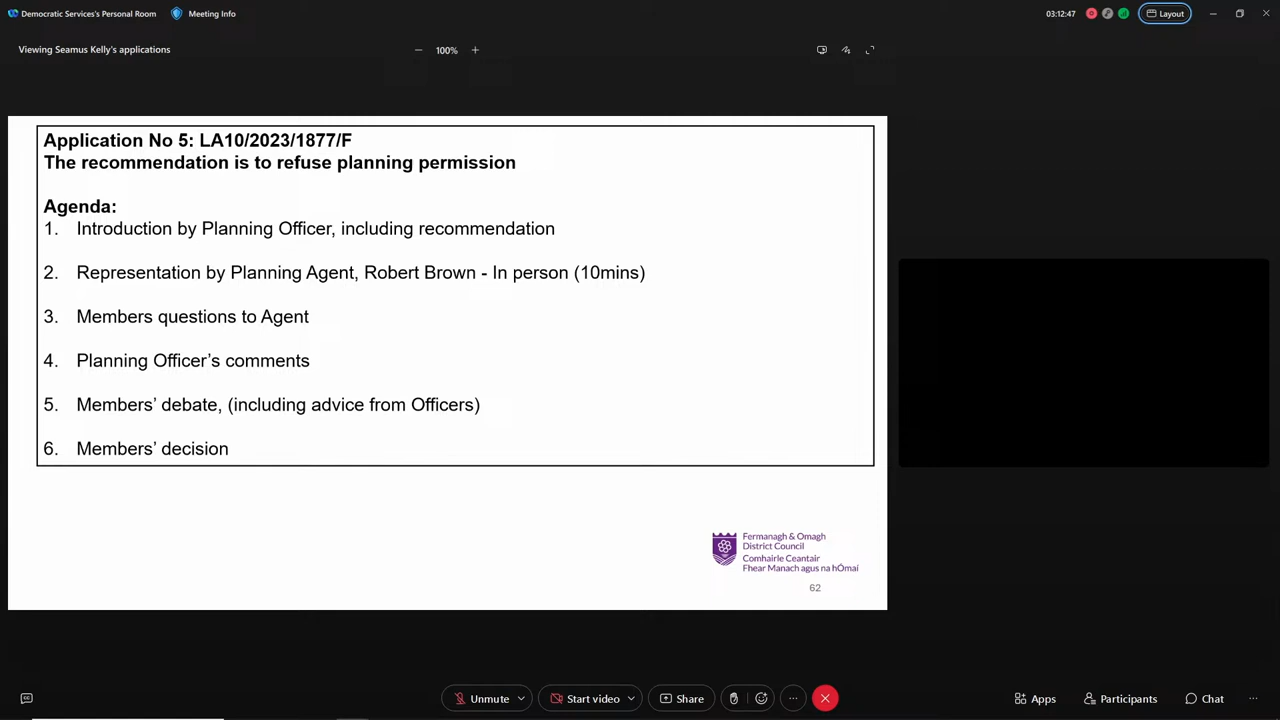 Democratic Services's Personal Room
Meeting Info
03:12:47
Layout
Viewing Seamus Kelly's applications
100%
Application No 5: LA10/2023/1877/F
The recommendation is to refuse planning permission
Agenda:
1. Introduction by Planning Officer, including recommendation
2. Representation by Planning Agent, Robert Brown - In person (10mins)
3. Members questions to Agent
4. Planning Officer’s comments
5. Members’ debate, (including advice from Officers)
6. Members’ decision
Fermanagh & Omagh
District Council
Comhairle Ceantair
Fhear Manach agus na hÓmaí
62
Unmute
Start video
Share
Apps
Participants
Chat